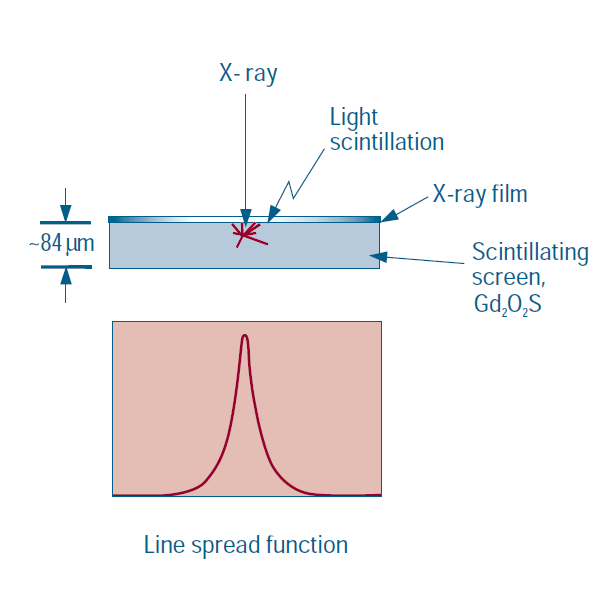 X- ray
Light
scintillation
X-ray film
~84 μm
Scintillating
screen,
Gd₂O₂S
Line spread function